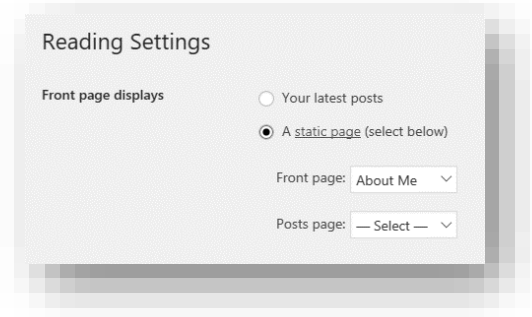 Reading Settings
Front page displays
Your latest posts
A static page (select below)
Front page: About Me
Posts page: — Select —